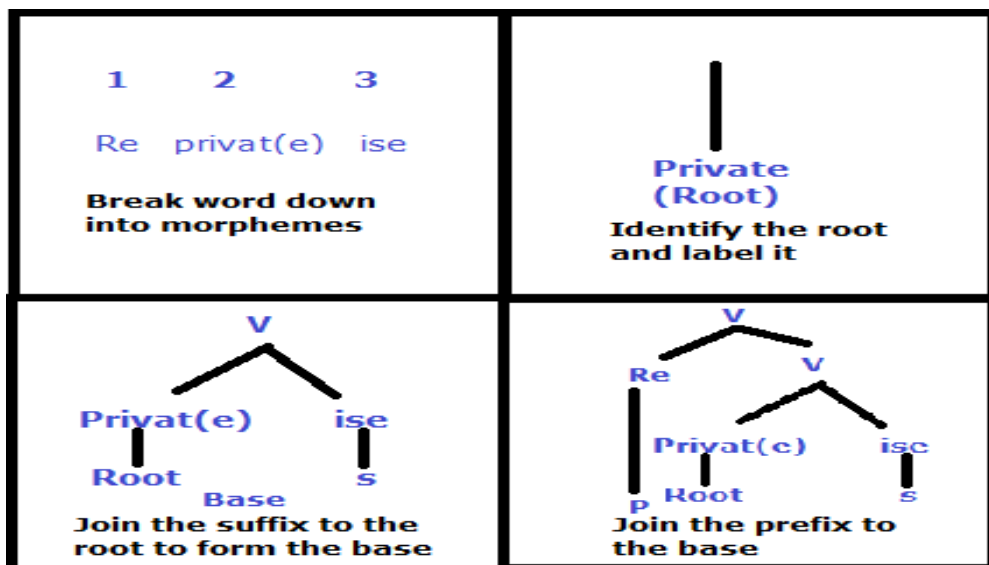 1 2 3
Re privat(e) ise
Break word down
into morphemes
Private
(Root)
Identify the root
and label it
V
Privat(e) ise
Root s
Base
Join the suffix to the
root to form the base
V
Re V
Privat(e) ise
P Root s
Join the prefix to
the base